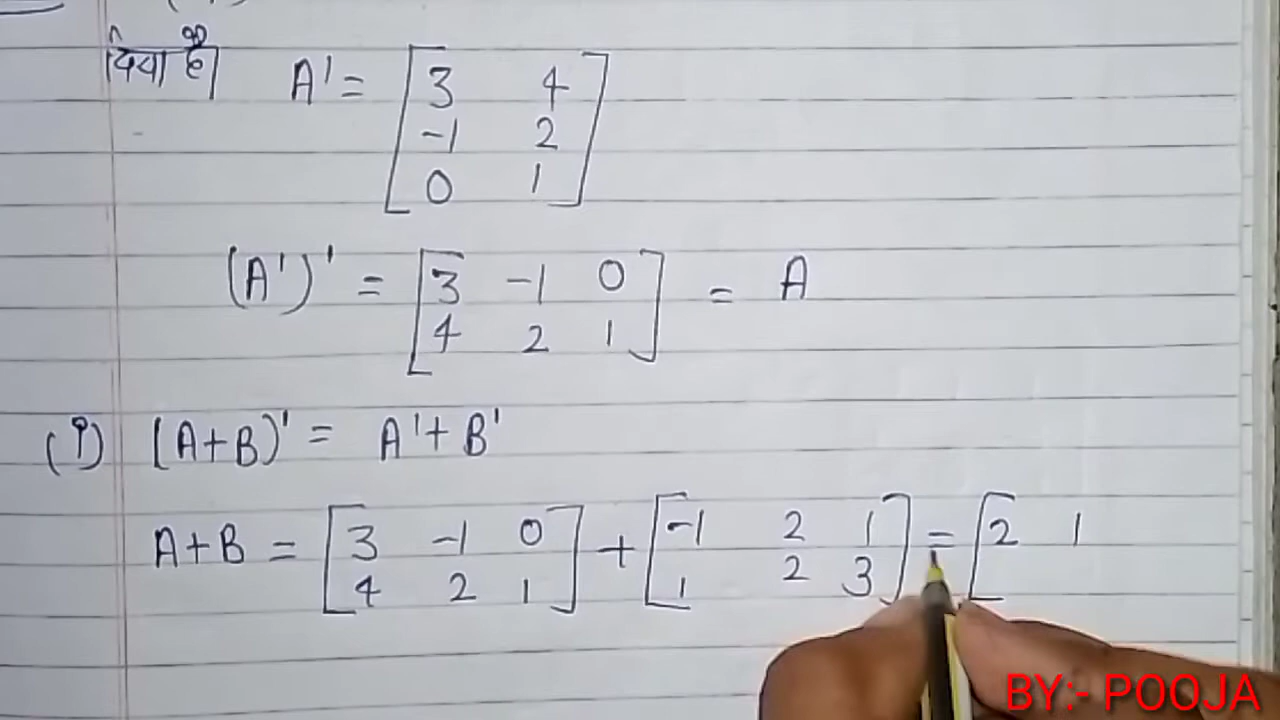 दिया है
A' = [3 4
-1 2
0 1]
(A')' = [3 -1 0
4 2 1] = A
(i) (A+B)' = A'+B'
A+B = [3 -1 0
4 2 1] + [-1 2 1
1 2 3] = [2 1
BY:- POOJA